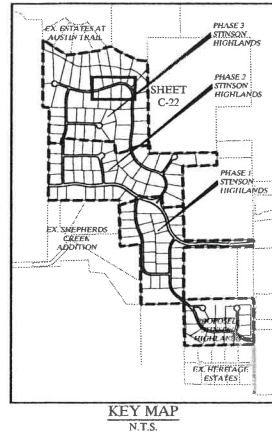 EX. ESTATES AT
AUSTIN TRAIL
PHASE 3
STINSON
HIGHLANDS
SHEET
C-22
PHASE 2
STINSON
HIGHLANDS
PHASE 1
STINSON
HIGHLANDS
EX. SHEPHERDS
CREEK
ADDITION
PROPOSED
STINSON
HIGHLANDS
EX. HERITAGE
ESTATES
KEY MAP
N.T.S.